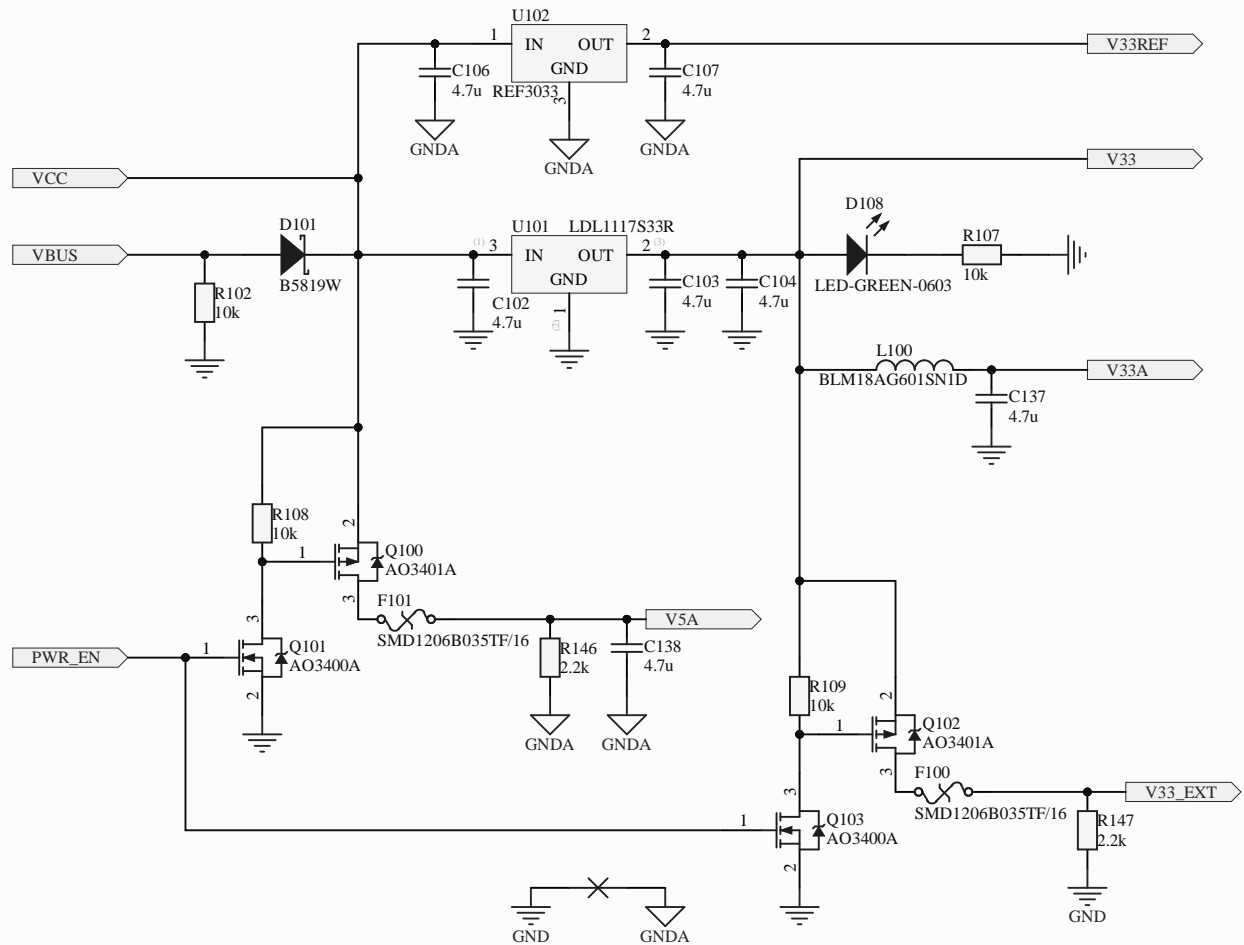 U102
1
IN
OUT
2
GND
V33REF
C106
4.7u
REF3033
3
C107
4.7u
GNDA
GNDA
GNDA
V33
VCC
D101
VBUS
B5819W
R102
10k
U101
LDL1117S33R
(1)
3
IN
OUT
2
(3)
GND
1
(2)
C102
4.7u
C103
4.7u
C104
4.7u
D108
LED-GREEN-0603
R107
10k
L100
BLM18AG601SN1D
V33A
C137
4.7u
R108
10k
2
1
Q100
AO3401A
3
F101
SMD1206B035TF/16
V5A
3
PWR_EN
1
Q101
AO3400A
2
R146
2.2k
C138
4.7u
GNDA
GNDA
R109
10k
2
1
Q102
AO3401A
3
F100
SMD1206B035TF/16
V33_EXT
3
1
Q103
AO3400A
2
R147
2.2k
GND
GND
GNDA